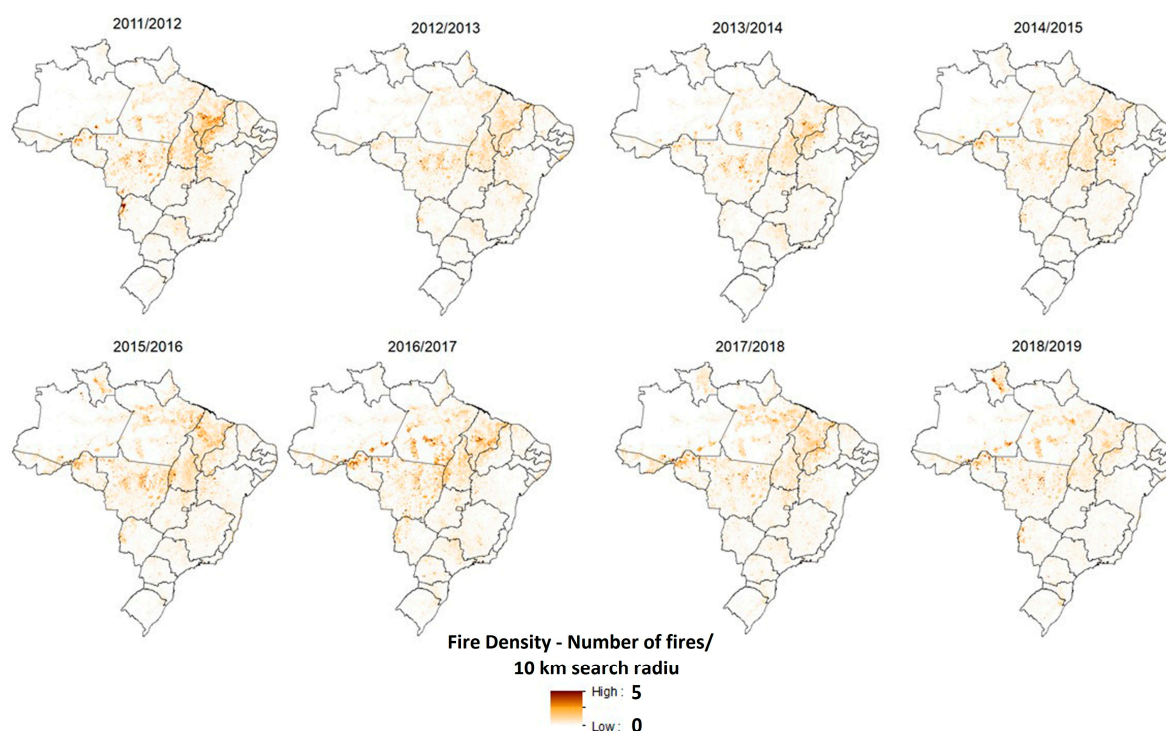 2011/2012
2012/2013
2013/2014
2014/2015
2015/2016
2016/2017
2017/2018
2018/2019
Fire Density - Number of fires/
10 km search radiu
High : 5
Low : 0